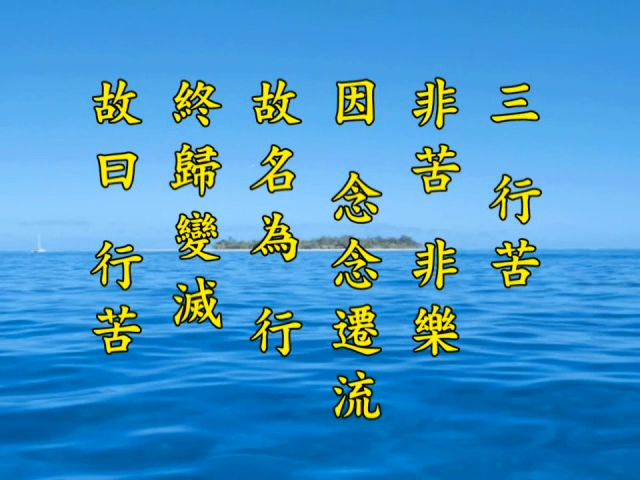 三 行苦
非苦 非樂
因 念念遷流
故名為 行
終歸變滅
故曰 行苦